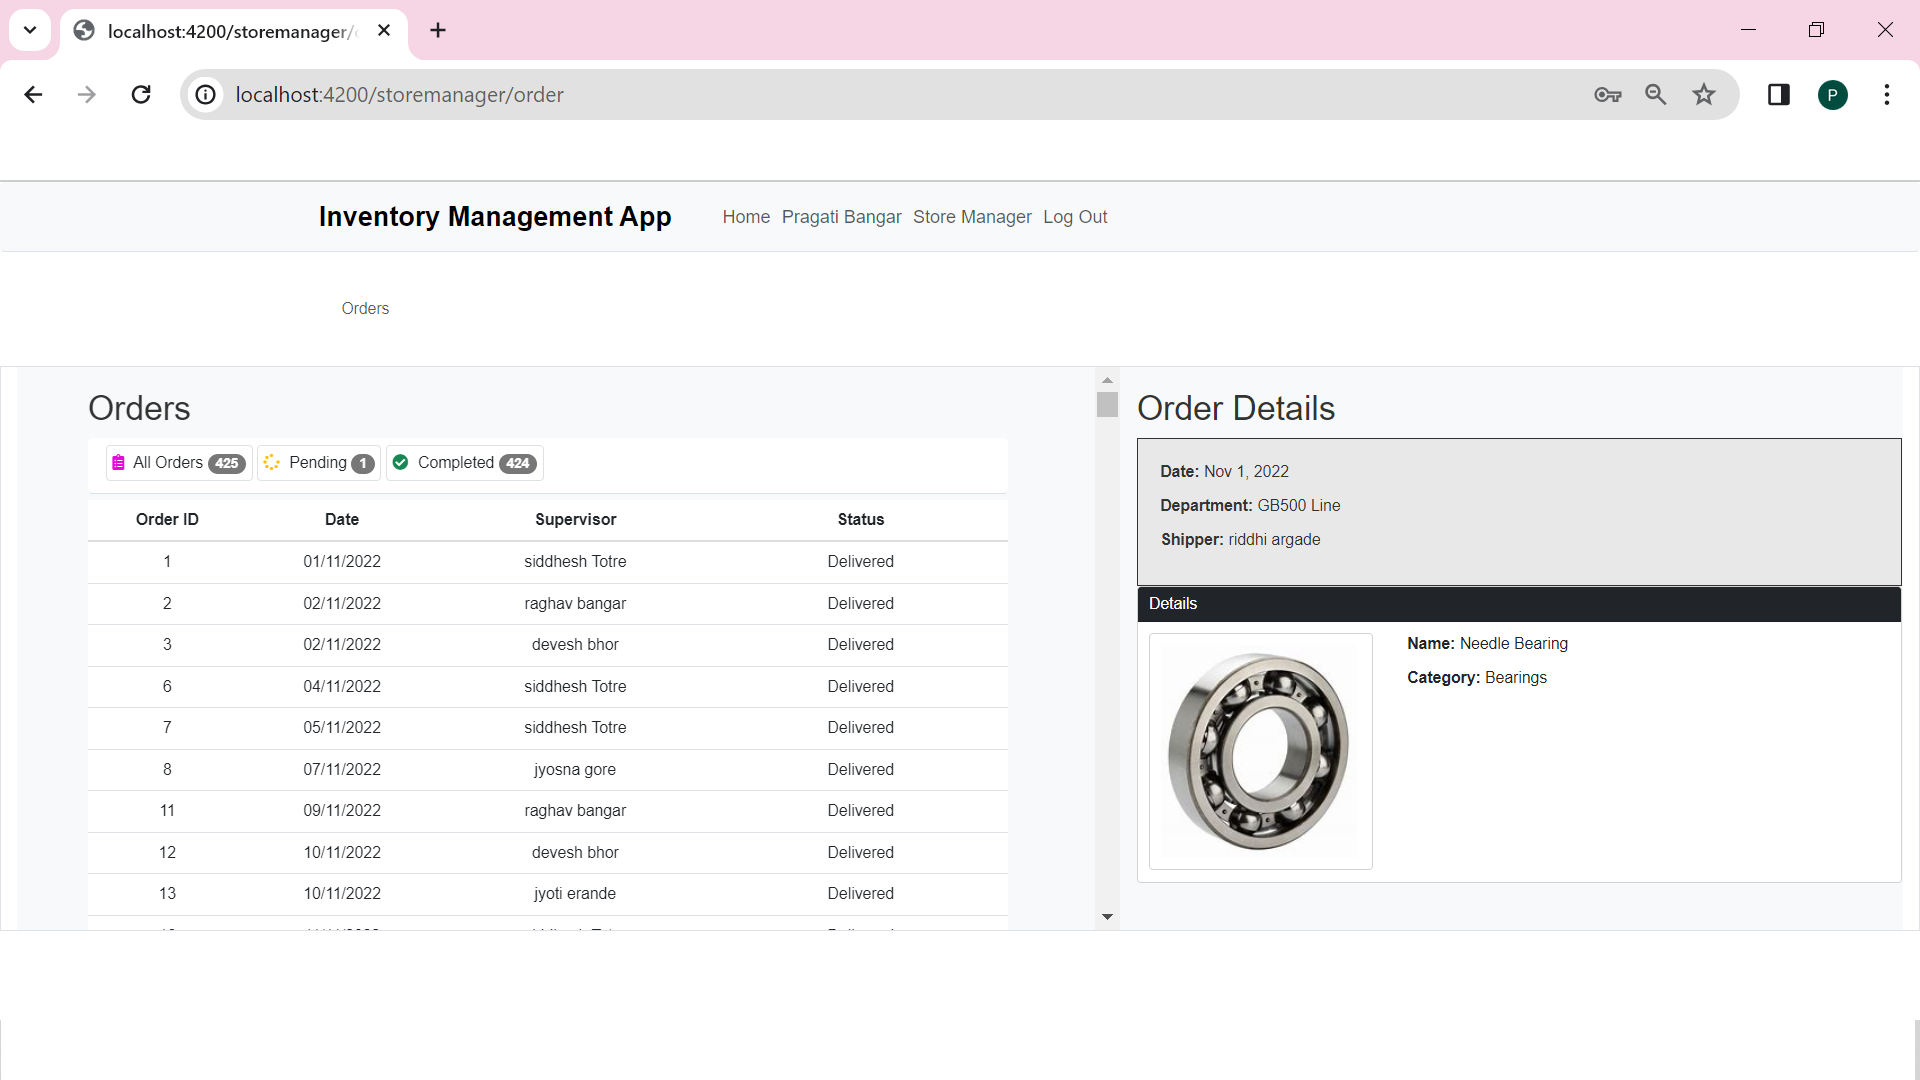 localhost:4200/storemanager/
localhost:4200/storemanager/order
P
Inventory Management App Home Pragati Bangar Store Manager Log Out
Orders
Orders
All Orders 425 Pending 1 Completed 424
Order ID Date Supervisor Status
1 01/11/2022 siddhesh Totre Delivered
2 02/11/2022 raghav bangar Delivered
3 02/11/2022 devesh bhor Delivered
6 04/11/2022 siddhesh Totre Delivered
7 05/11/2022 siddhesh Totre Delivered
8 07/11/2022 jyosna gore Delivered
11 09/11/2022 raghav bangar Delivered
12 10/11/2022 devesh bhor Delivered
13 10/11/2022 jyoti erande Delivered
Order Details
Date: Nov 1, 2022
Department: GB500 Line
Shipper: riddhi argade
Details
Name: Needle Bearing
Category: Bearings